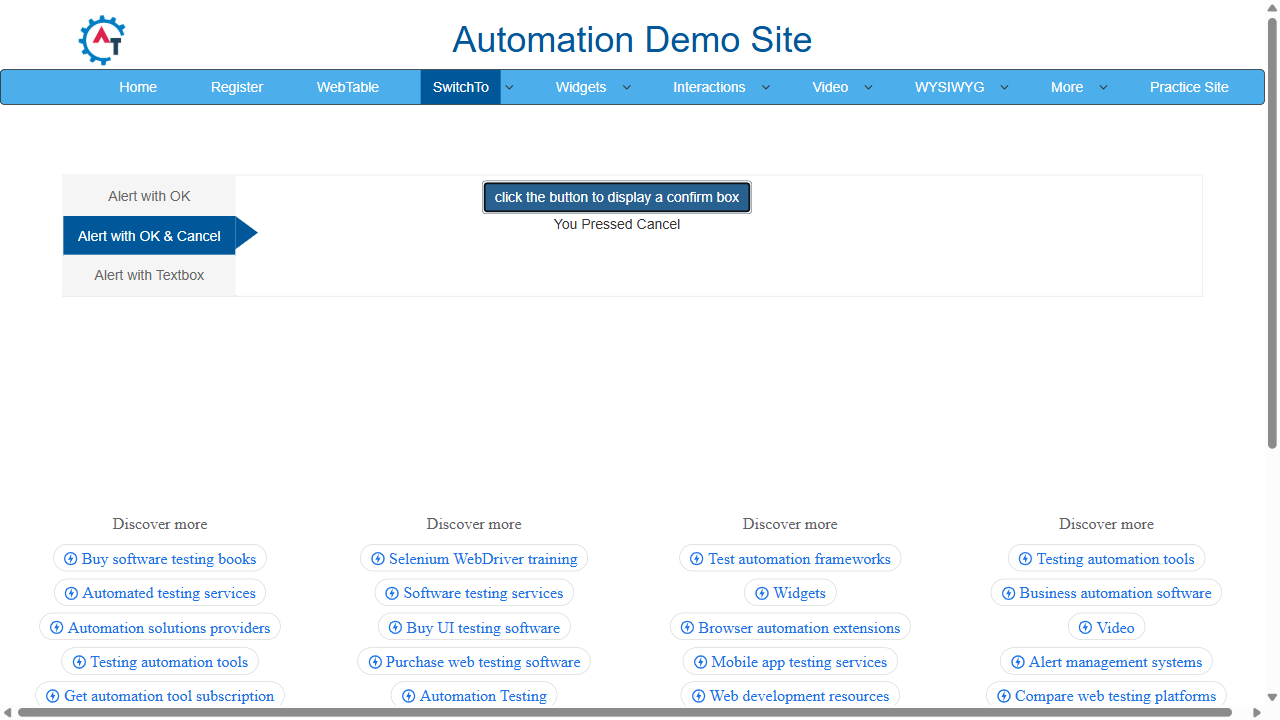 AT
Automation Demo Site
Home Register WebTable SwitchTo Widgets Interactions Video WYSIWYG More Practice Site
Alert with OK
Alert with OK & Cancel
Alert with Textbox
click the button to display a confirm box
You Pressed Cancel
Discover more
Buy software testing books
Automated testing services
Automation solutions providers
Testing automation tools
Get automation tool subscription
Discover more
Selenium WebDriver training
Software testing services
Buy UI testing software
Purchase web testing software
Automation Testing
Discover more
Test automation frameworks
Widgets
Browser automation extensions
Mobile app testing services
Web development resources
Discover more
Testing automation tools
Business automation software
Video
Alert management systems
Compare web testing platforms